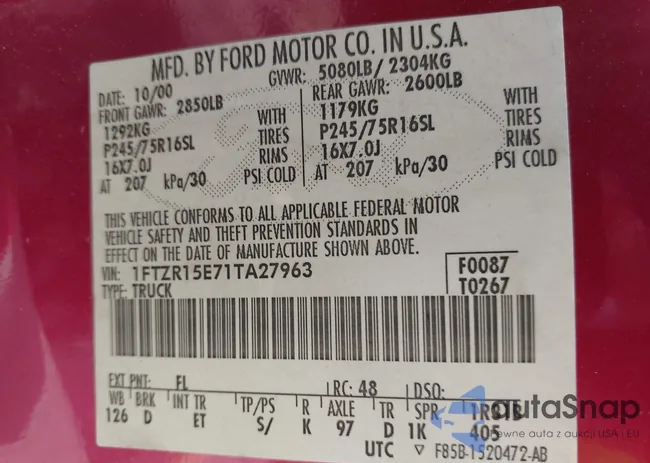 MFD. BY FORD MOTOR CO. IN U.S.A.
DATE: 10/00 GVWR: 5080LB/ 2304KG
FRONT GAWR: 2850LB REAR GAWR: 2600LB
1292KG WITH 1179KG WITH
P245/75R16SL TIRES P245/75R16SL TIRES
16X7.0J RIMS 16X7.0J RIMS
AT 207 kPa/30 PSI COLD AT 207 kPa/30 PSI COLD
THIS VEHICLE CONFORMS TO ALL APPLICABLE FEDERAL MOTOR
VEHICLE SAFETY AND THEFT PREVENTION STANDARDS IN
EFFECT ON THE DATE OF MANUFACTURE SHOWN ABOVE.
VIN: 1FTZR15E71TA27963 F0087
TYPE: TRUCK T0267
EXT PNT: FL RC: 48 DSO:
WB BRK INT TR TP/PS R AXLE TR SPR
126 D ET S/ K 97 D 1K 405
UTC ▽ F85B-1520472-AB
autaSnap
pewne auta z aukcji USA - EU